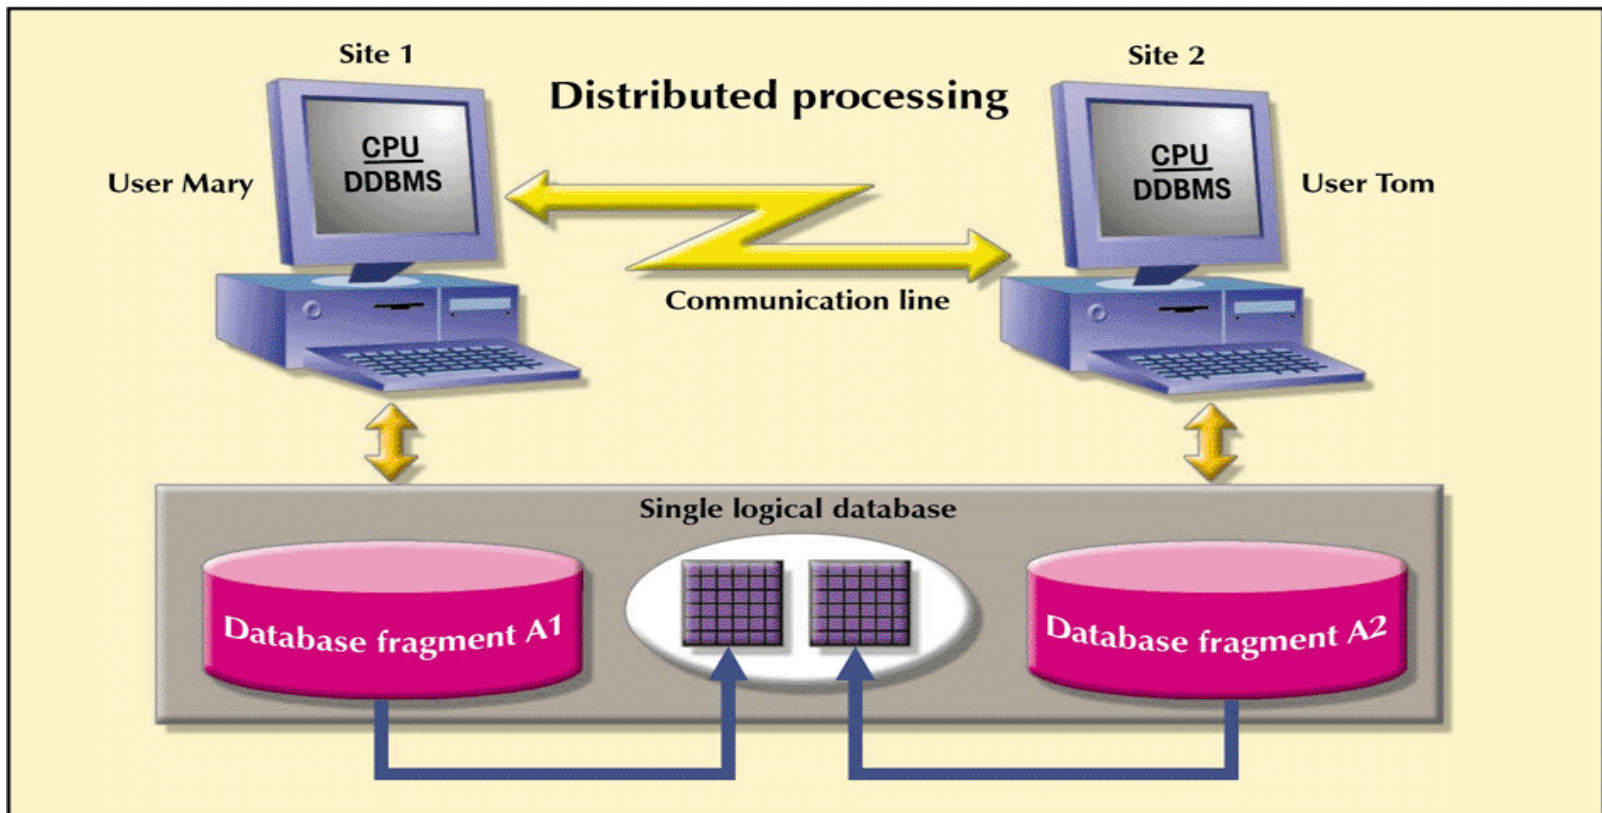 Site 1
Site 2
Distributed processing
CPU
DDBMS
CPU
DDBMS
User Mary
User Tom
Communication line
Single logical database
Database fragment A1
Database fragment A2